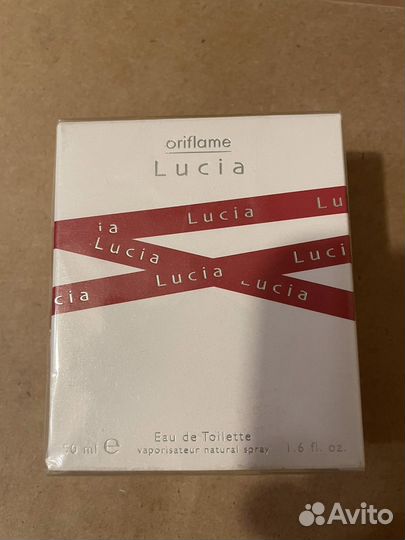 oriflame
Lucia
Lucia Lu
ia
Lucia
Lucia Luci
cia Lucia
Eau de Toilette
50 ml e vaporisateur natural spray 1.6 fl. oz.
Avito